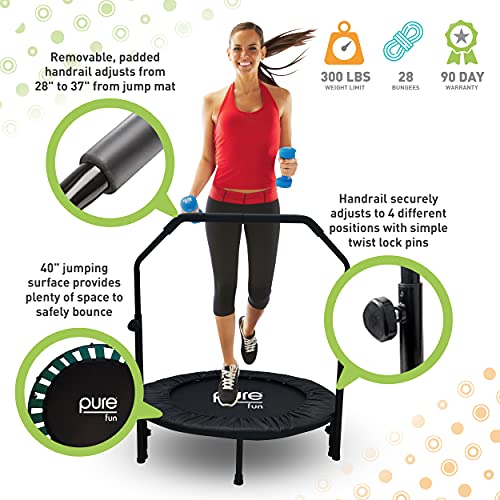 Removable, padded
handrail adjusts from
28" to 37" from jump mat
300 LBS
WEIGHT LIMIT
28
BUNGEES
90 DAY
WARRANTY
Handrail securely
adjusts to 4 different
positions with simple
twist lock pins
40" jumping
surface provides
plenty of space to
safely bounce
pure
fun
pure
fun